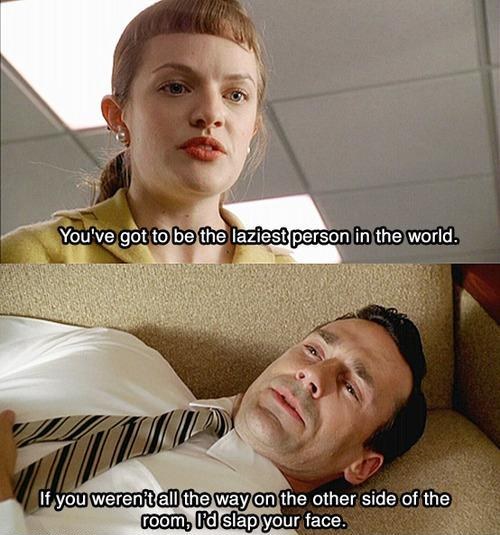 You've got to be the laziest person in the world.
If you weren't all the way on the other side of the
room, I'd slap your face.